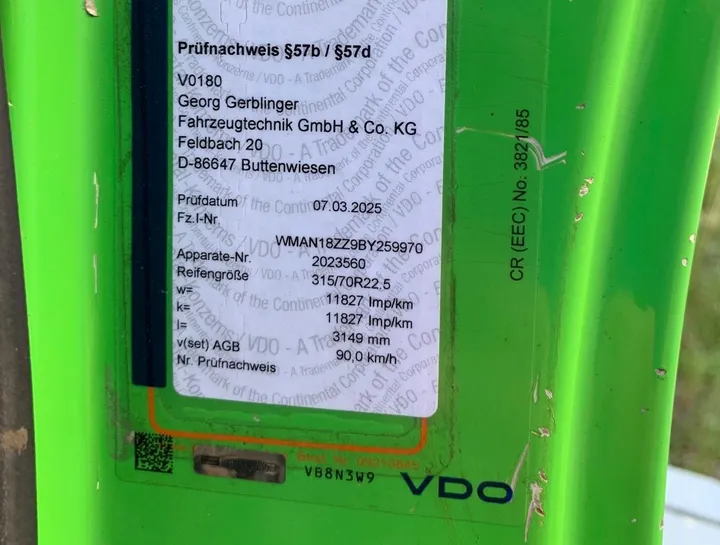 Prüfnachweis §57b / §57d
V0180
Georg Gerblinger
Fahrzeugtechnik GmbH & Co. KG
Feldbach 20
D-86647 Buttenwiesen
Prüfdatum 07.03.2025
Fz.I-Nr.
WMAN18ZZ9BY259970
Apparate-Nr. 2023560
Reifengröße 315/70R22,5
w= 11827 Imp/km
k= 11827 Imp/km
l= 3149 mm
v(set) AGB 90,0 km/h
Nr. Prüfnachweis
CR (EEC) No. 3821/85
VB8N3W9
VDO